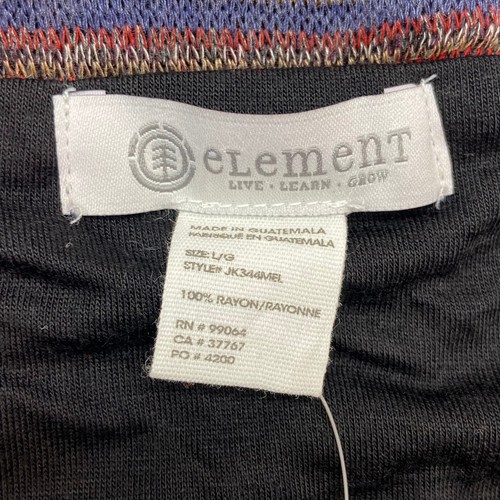 eLemenT
LIVE • LEARN • GROW
MADE IN GUATEMALA
FABRIQUÉ EN GUATEMALA
SIZE: L/G
STYLE# JK344MEL
100% RAYON/RAYONNE
RN # 99064
CA # 37767
PO # 4200